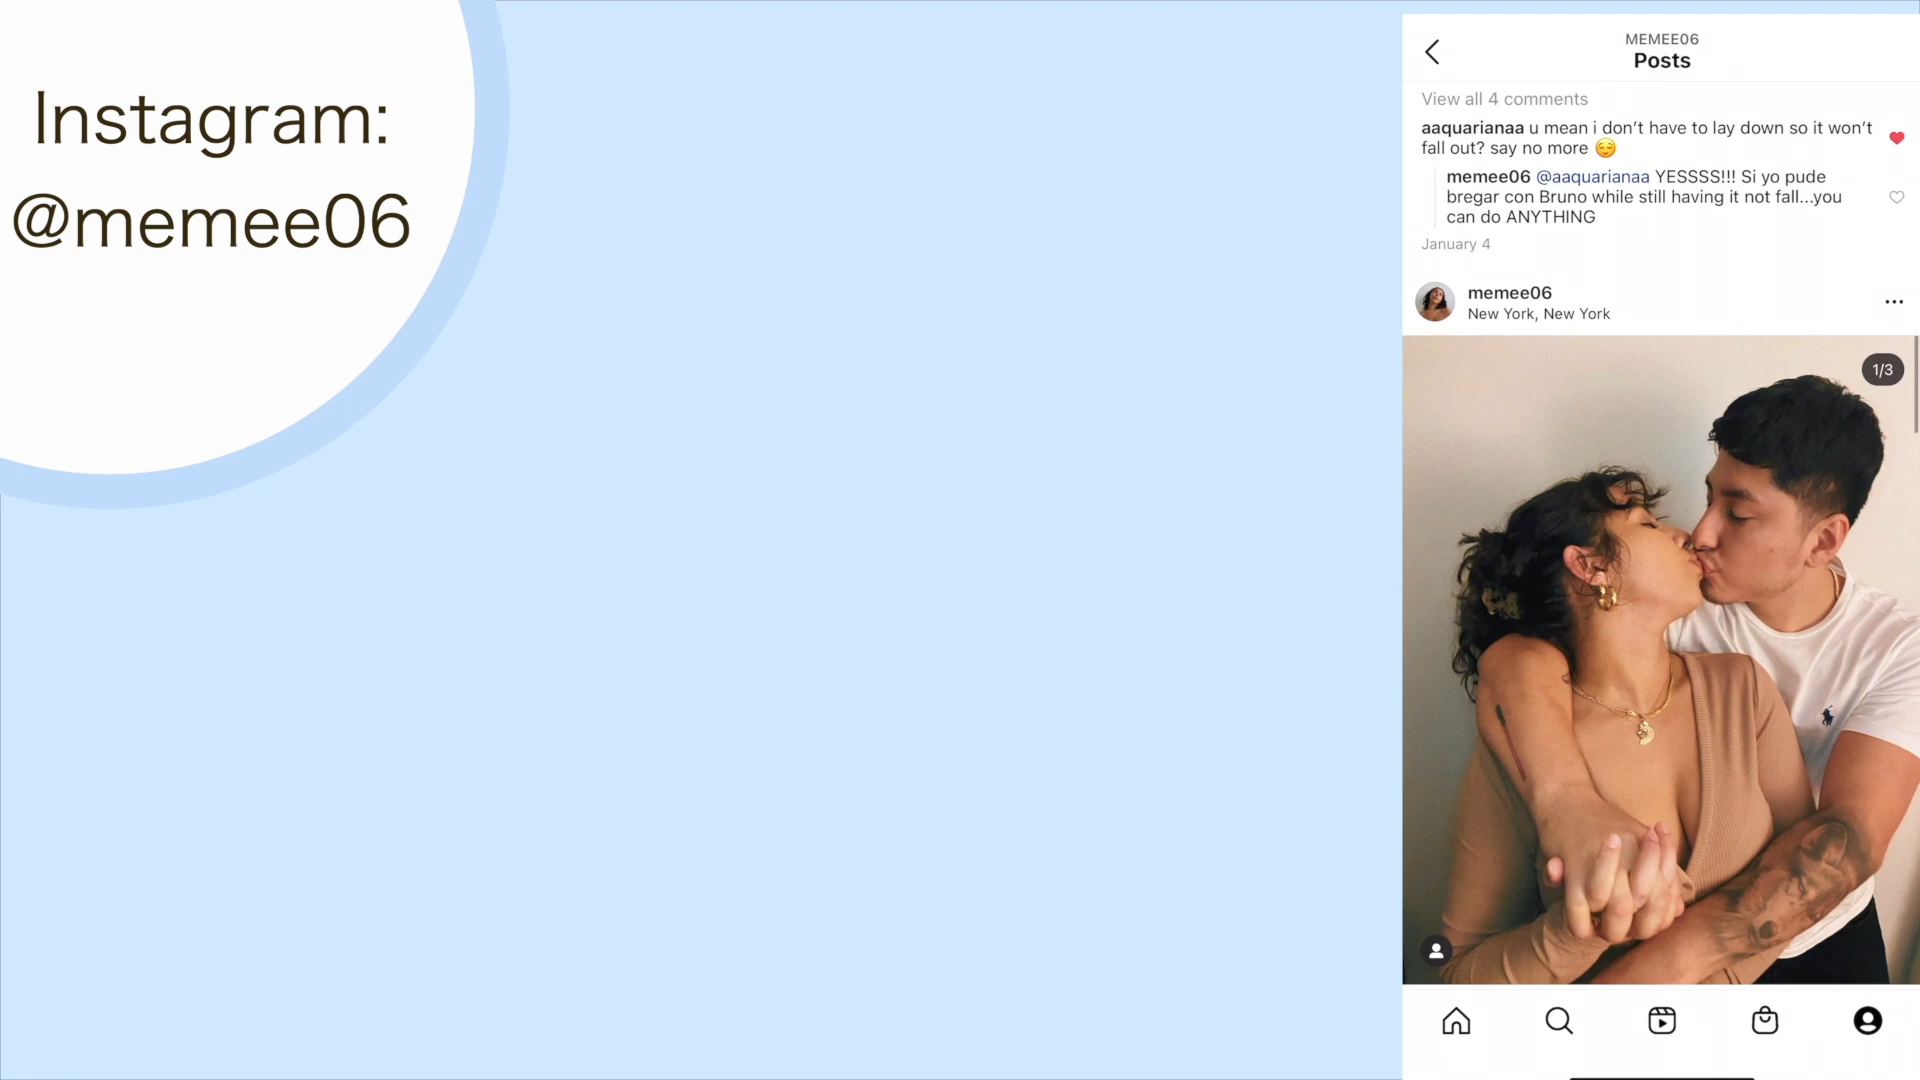 Instagram:
@memee06
MEMEE06
Posts
View all 4 comments
aaquarianaa u mean i don’t have to lay down so it won’t
fall out? say no more 😌
memee06 @aaquarianaa YESSSS!!! Si yo pude
bregar con Bruno while still having it not fall...you
can do ANYTHING
January 4
memee06
New York, New York
1/3